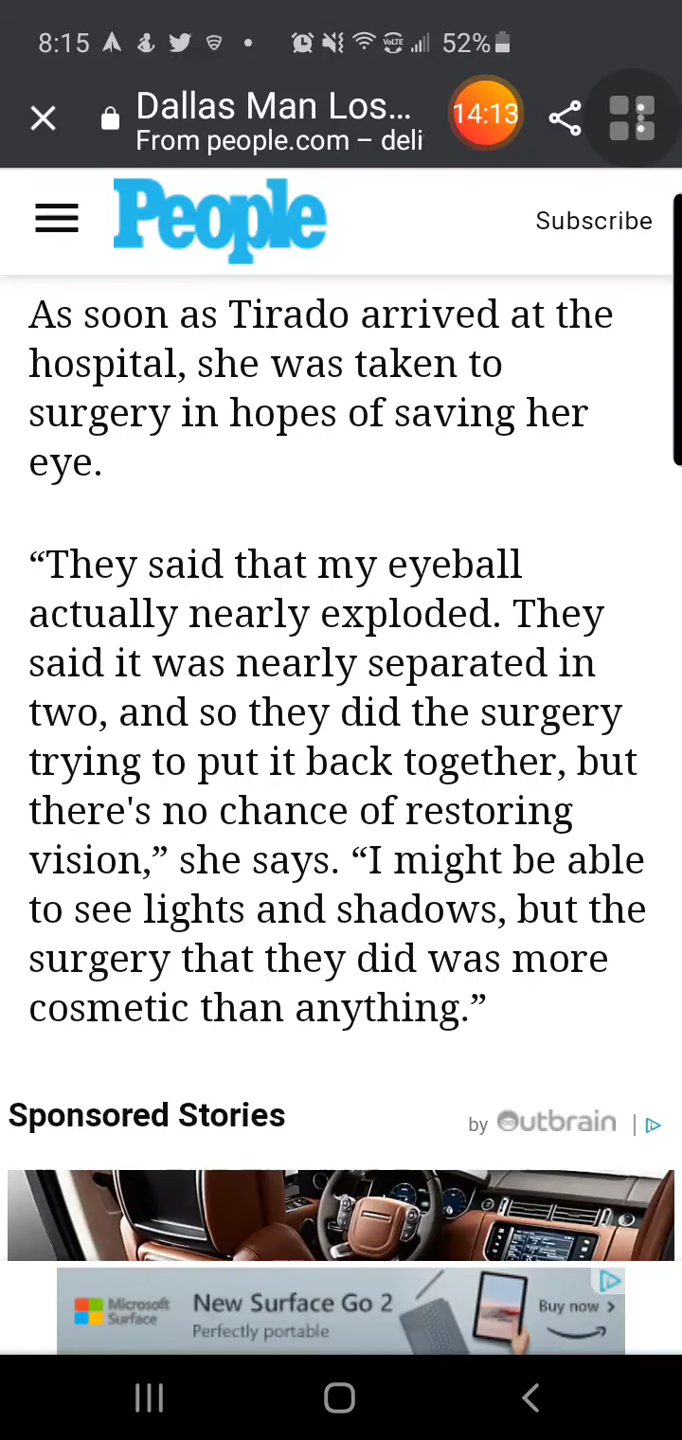 8:15
VoLTE
52%
Dallas Man Los...
From people.com – deli
14:13
People
Subscribe
As soon as Tirado arrived at the
hospital, she was taken to
surgery in hopes of saving her
eye.
“They said that my eyeball
actually nearly exploded. They
said it was nearly separated in
two, and so they did the surgery
trying to put it back together, but
there's no chance of restoring
vision,” she says. “I might be able
to see lights and shadows, but the
surgery that they did was more
cosmetic than anything.”
Sponsored Stories
by Outbrain |
Microsoft
Surface
New Surface Go 2
Perfectly portable
Buy now >